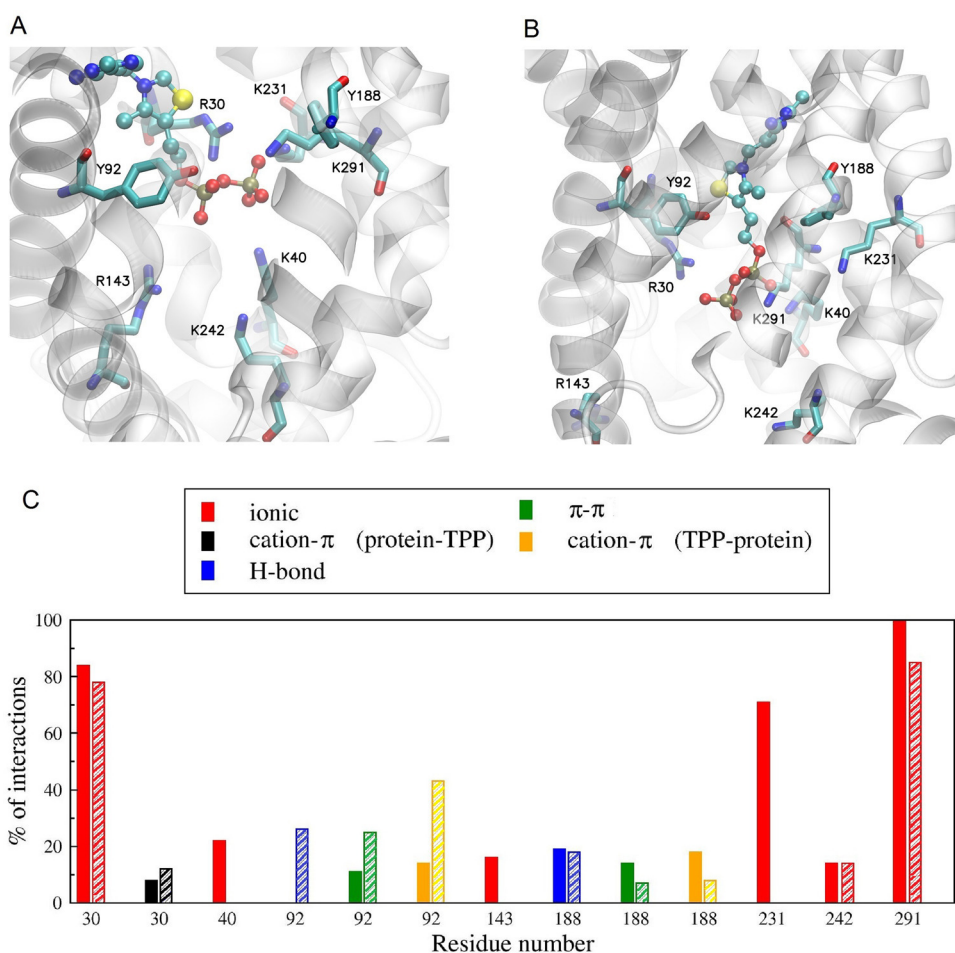 A
K231
Y188
R30
Y92
K291
R143
K40
K242
B
Y92
Y188
K231
R30
K291
K40
R143
K242
C
ionic
π-π
cation-π (protein-TPP)
cation-π (TPP-protein)
H-bond
% of interactions
100
80
60
40
20
0
30 30 40 92 92 92 143 188 188 188 231 242 291
Residue number